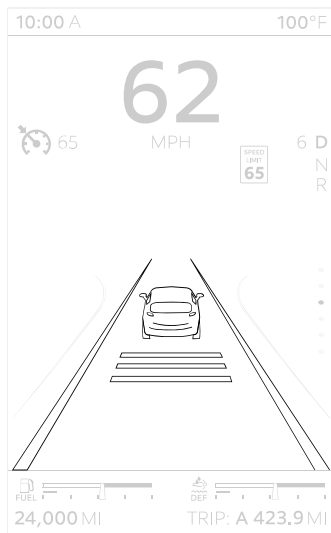 10:00 A 100°F
62
65 MPH
SPEED
LIMIT
65
6 D
N
R
FUEL DEF
24,000 MI TRIP: A 423.9 MI